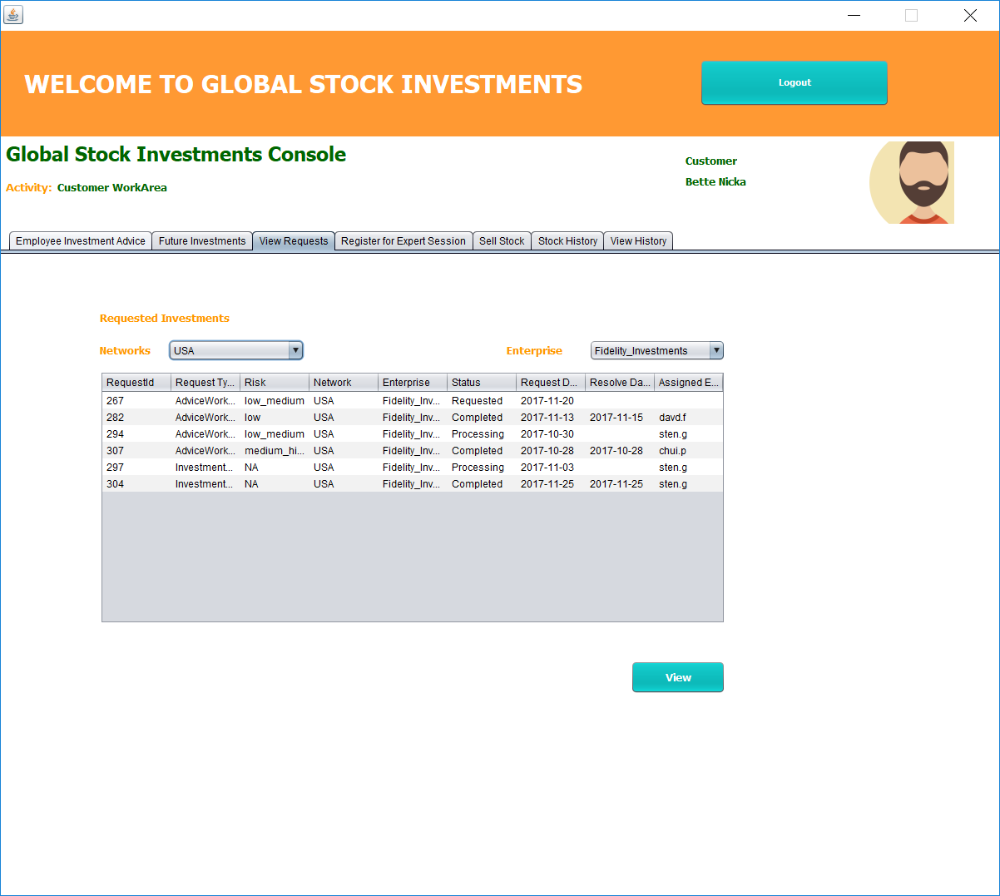 WELCOME TO GLOBAL STOCK INVESTMENTS
Logout
Global Stock Investments Console
Customer
Activity: Customer WorkArea
Bette Nicka
Employee Investment Advice Future Investments View Requests Register for Expert Session Sell Stock Stock History View History
Requested Investments
Networks USA Enterprise Fidelity_Investments
RequestId Request Ty... Risk Network Enterprise Status Request D... Resolve Da... Assigned E...
267 AdviceWork... low_medium USA Fidelity_Inv... Requested 2017-11-20
282 AdviceWork... low USA Fidelity_Inv... Completed 2017-11-13 2017-11-15 davd.f
294 AdviceWork... low_medium USA Fidelity_Inv... Processing 2017-10-30 sten.g
307 AdviceWork... medium_hi... USA Fidelity_Inv... Completed 2017-10-28 2017-10-28 chui.p
297 Investment... NA USA Fidelity_Inv... Processing 2017-11-03 sten.g
304 Investment... NA USA Fidelity_Inv... Completed 2017-11-25 2017-11-25 sten.g
View